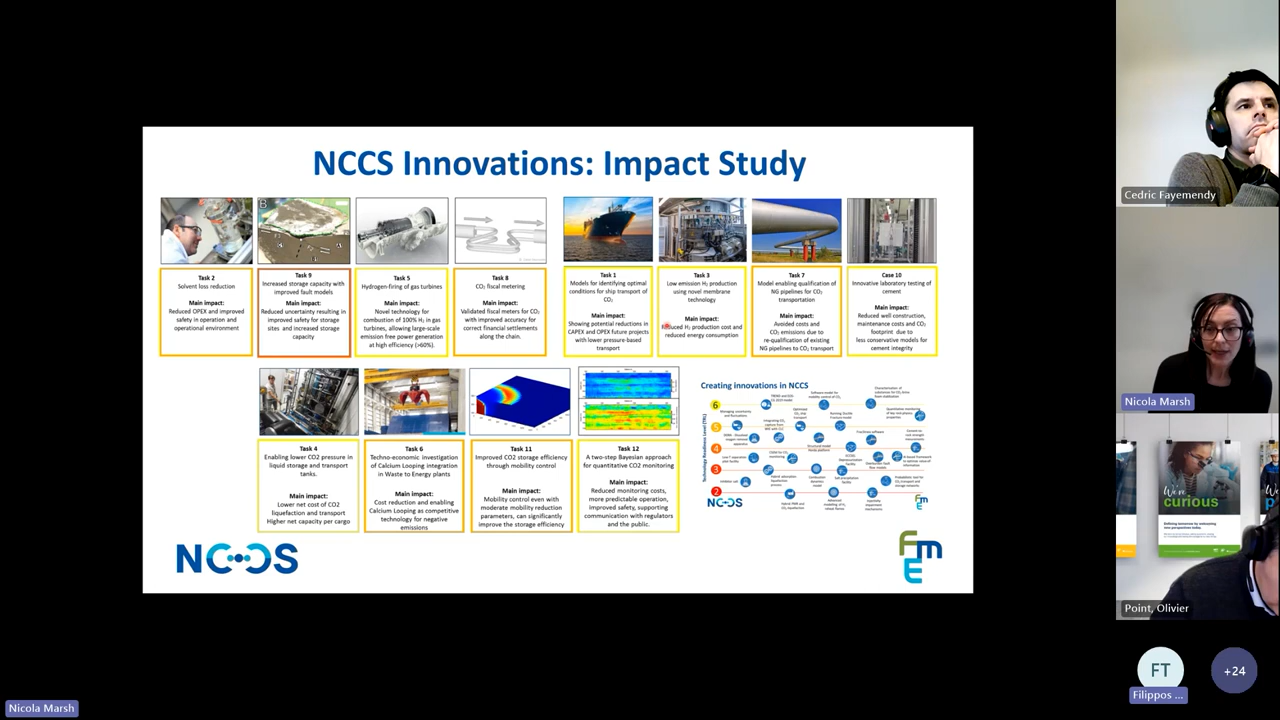 NCCS Innovations: Impact Study
Task 2
Solvent loss reduction
Main impact:
Reduced OPEX and improved
safety in operation and
operational environment
Task 9
Increased storage capacity with
improved fault models
Main impact:
Reduced uncertainty resulting in
improved safety for storage
sites and increased storage
capacity
Task 5
Hydrogen-firing of gas turbines
Main impact:
Novel technology for
combustion of 100% H₂ in gas
turbines, allowing large-scale
emission free power generation
at high efficiency (>60%).
Task 8
CO₂ fiscal metering
Main impact:
Validated fiscal meters for CO₂
with improved accuracy for
correct financial settlements
along the chain.
Task 1
Models for identifying optimal
conditions for ship transport of
CO₂
Main impact:
Showing potential reductions in
CAPEX and OPEX future projects
with lower pressure-based
transport
Task 3
Low emission H₂ production
using novel membrane
technology
Main impact:
Reduced H₂ production cost and
reduced energy consumption
Task 7
Model enabling qualification of
NG pipelines for CO₂
transportation
Main impact:
Avoided costs and
CO₂ emissions due to
re-qualification of existing
NG pipelines to CO₂ transport
Case 10
Innovative laboratory testing of
cement
Main impact:
Reduced well construction,
maintenance costs and CO₂
footprint due to
less conservative models for
cement integrity
Task 4
Enabling lower CO2 pressure in
liquid storage and transport
tanks.
Main impact:
Lower net cost of CO2
liquefaction and transport
Higher net capacity per cargo
Task 6
Techno-economic investigation
of Calcium Looping integration
in Waste to Energy plants
Main impact:
Cost reduction and enabling
Calcium Looping as competitive
technology for negative
emissions
Task 11
Improved CO2 storage efficiency
through mobility control
Main impact:
Mobility control even with
moderate mobility reduction
parameters, can significantly
improve the storage efficiency
Task 12
A two-step Bayesian approach
for quantitative CO2 monitoring
Main impact:
Reduced monitoring costs,
more predictable operation,
improved safety, supporting
communication with regulators
and the public.
Creating innovations in NCCS
Technology Readiness Level (TRL)
6
5
4
3
2
NCCS
FME
NCCS
FME
Cedric Fayemendy
Nicola Marsh
We're
curious
Point, Olivier
FT
Filippos ...
+24
Nicola Marsh